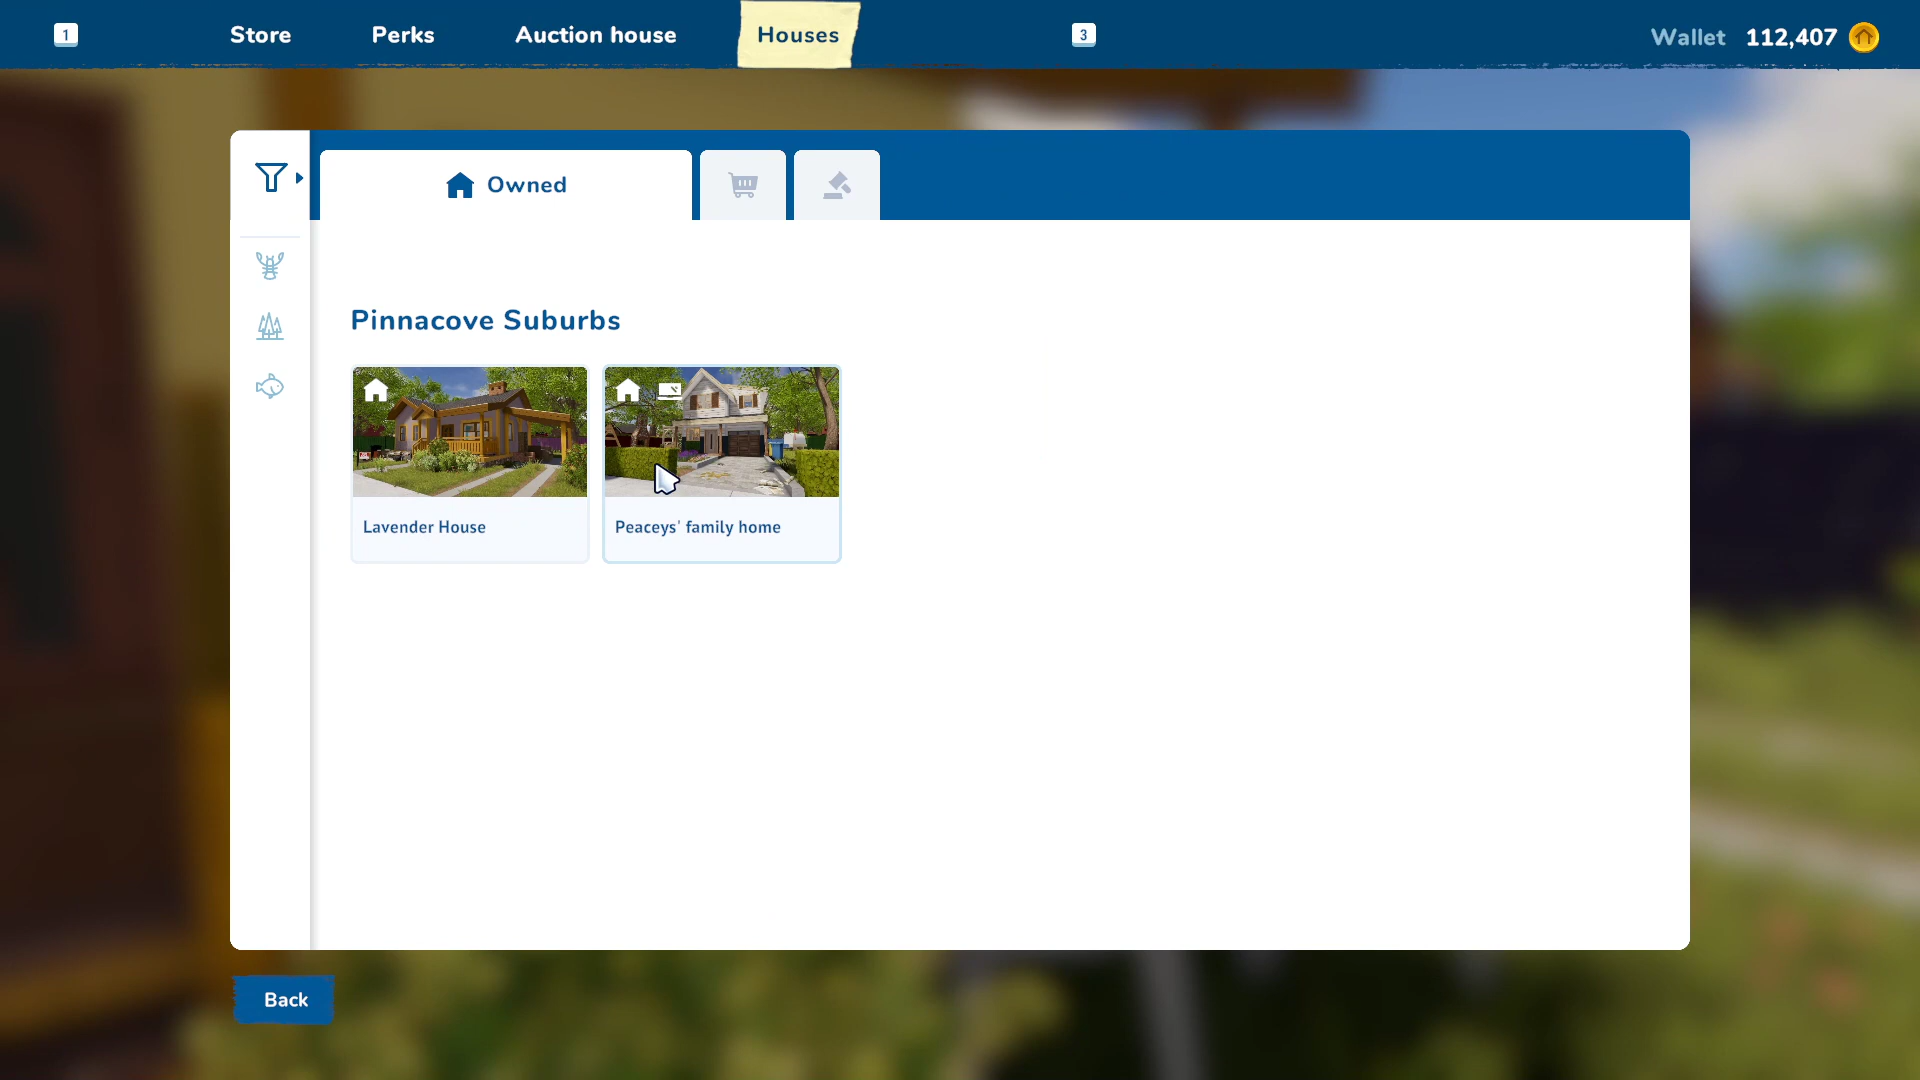 1 Store Perks Auction house Houses 3 Wallet 112,407
Owned
Pinnacove Suburbs
Lavender House
Peaceys' family home
Back